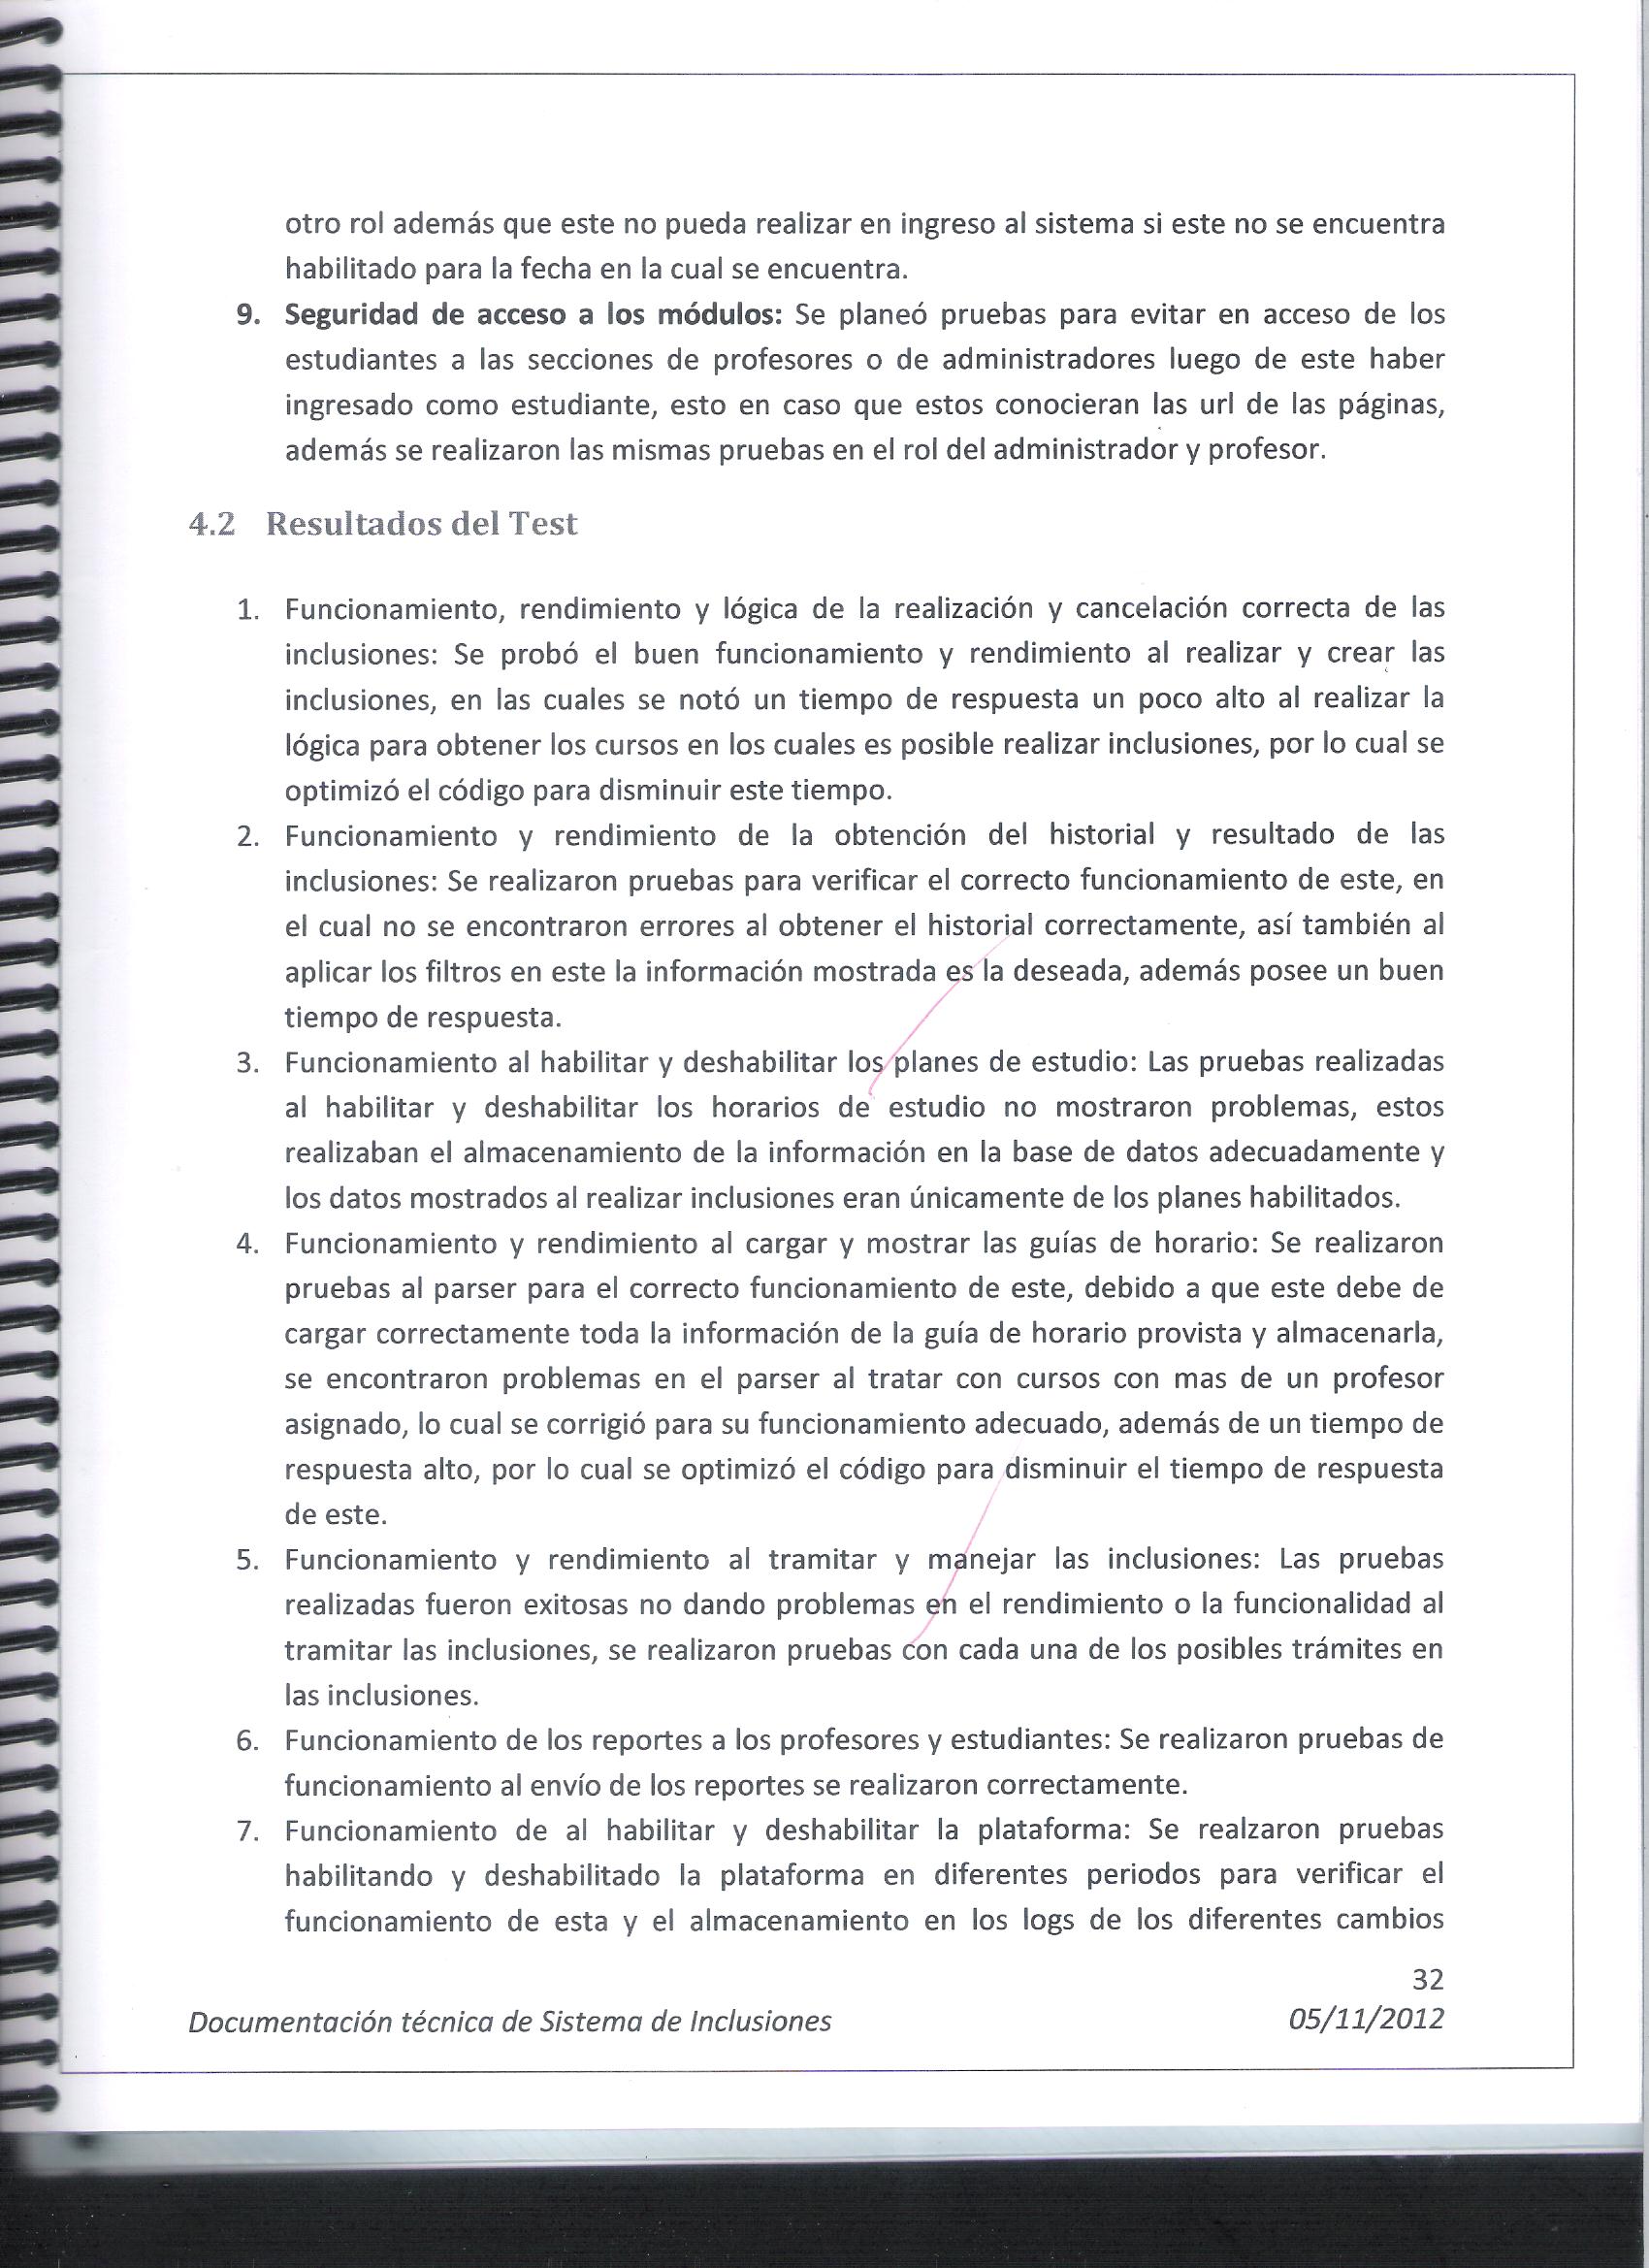 otro rol además que este no pueda realizar en ingreso al sistema si este no se encuentra
habilitado para la fecha en la cual se encuentra.
9. Seguridad de acceso a los módulos: Se planeó pruebas para evitar en acceso de los
estudiantes a las secciones de profesores o de administradores luego de este haber
ingresado como estudiante, esto en caso que estos conocieran las url de las páginas,
además se realizaron las mismas pruebas en el rol del administrador y profesor.
4.2 Resultados del Test
1. Funcionamiento, rendimiento y lógica de la realización y cancelación correcta de las
inclusiones: Se probó el buen funcionamiento y rendimiento al realizar y crear las
inclusiones, en las cuales se notó un tiempo de respuesta un poco alto al realizar la
lógica para obtener los cursos en los cuales es posible realizar inclusiones, por lo cual se
optimizó el código para disminuir este tiempo.
2. Funcionamiento y rendimiento de la obtención del historial y resultado de las
inclusiones: Se realizaron pruebas para verificar el correcto funcionamiento de este, en
el cual no se encontraron errores al obtener el historial correctamente, así también al
aplicar los filtros en este la información mostrada es la deseada, además posee un buen
tiempo de respuesta.
3. Funcionamiento al habilitar y deshabilitar los planes de estudio: Las pruebas realizadas
al habilitar y deshabilitar los horarios de estudio no mostraron problemas, estos
realizaban el almacenamiento de la información en la base de datos adecuadamente y
los datos mostrados al realizar inclusiones eran únicamente de los planes habilitados.
4. Funcionamiento y rendimiento al cargar y mostrar las guías de horario: Se realizaron
pruebas al parser para el correcto funcionamiento de este, debido a que este debe de
cargar correctamente toda la información de la guía de horario provista y almacenarla,
se encontraron problemas en el parser al tratar con cursos con mas de un profesor
asignado, lo cual se corrigió para su funcionamiento adecuado, además de un tiempo de
respuesta alto, por lo cual se optimizó el código para disminuir el tiempo de respuesta
de este.
5. Funcionamiento y rendimiento al tramitar y manejar las inclusiones: Las pruebas
realizadas fueron exitosas no dando problemas en el rendimiento o la funcionalidad al
tramitar las inclusiones, se realizaron pruebas con cada una de los posibles trámites en
las inclusiones.
6. Funcionamiento de los reportes a los profesores y estudiantes: Se realizaron pruebas de
funcionamiento al envío de los reportes se realizaron correctamente.
7. Funcionamiento de al habilitar y deshabilitar la plataforma: Se realzaron pruebas
habilitando y deshabilitado la plataforma en diferentes periodos para verificar el
funcionamiento de esta y el almacenamiento en los logs de los diferentes cambios
32
Documentación técnica de Sistema de Inclusiones 05/11/2012